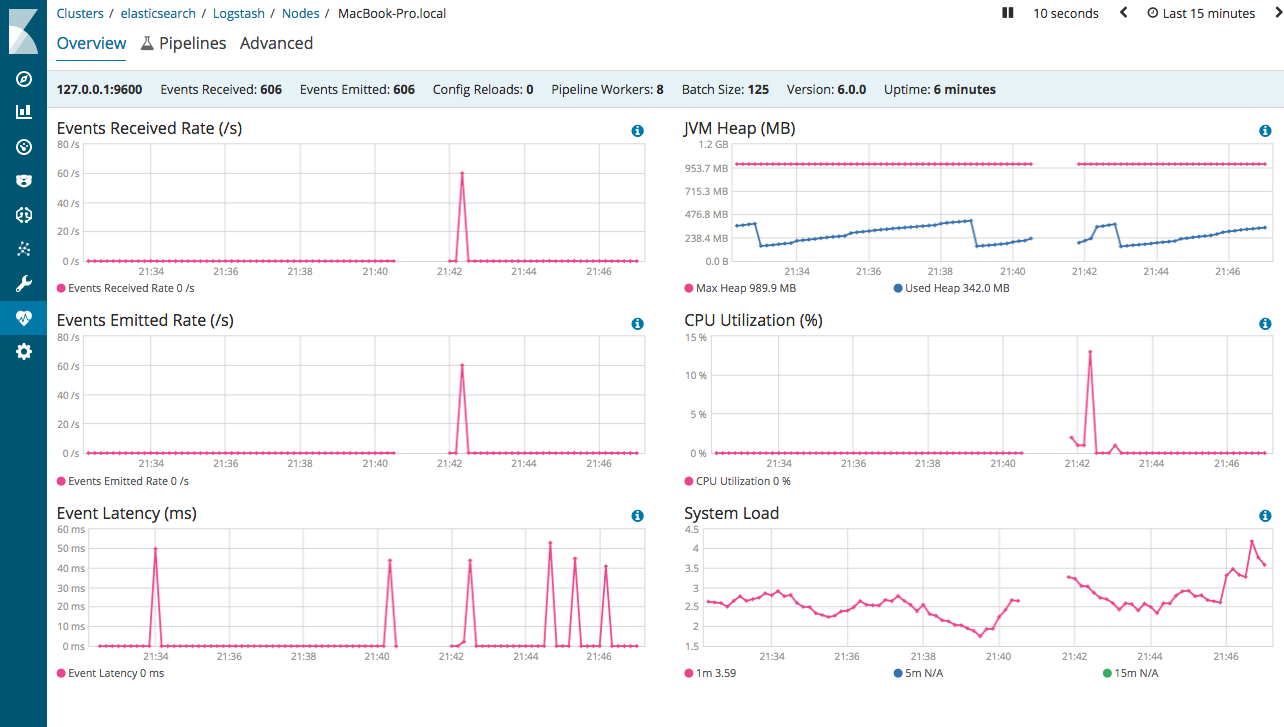 Clusters / elasticsearch / Logstash / Nodes / MacBook-Pro.local
10 seconds Last 15 minutes
Overview Pipelines Advanced
127.0.0.1:9600 Events Received: 606 Events Emitted: 606 Config Reloads: 0 Pipeline Workers: 8 Batch Size: 125 Version: 6.0.0 Uptime: 6 minutes
Events Received Rate (/s)
80 /s
60 /s
40 /s
20 /s
0 /s
21:34 21:36 21:38 21:40 21:42 21:44 21:46
Events Received Rate 0 /s
JVM Heap (MB)
1.2 GB
953.7 MB
715.3 MB
476.8 MB
238.4 MB
0.0 B
21:34 21:36 21:38 21:40 21:42 21:44 21:46
Max Heap 989.9 MB Used Heap 342.0 MB
Events Emitted Rate (/s)
80 /s
60 /s
40 /s
20 /s
0 /s
21:34 21:36 21:38 21:40 21:42 21:44 21:46
Events Emitted Rate 0 /s
CPU Utilization (%)
15 %
10 %
5 %
0 %
21:34 21:36 21:38 21:40 21:42 21:44 21:46
CPU Utilization 0 %
Event Latency (ms)
60 ms
50 ms
40 ms
30 ms
20 ms
10 ms
0 ms
21:34 21:36 21:38 21:40 21:42 21:44 21:46
Event Latency 0 ms
System Load
4.5
4
3.5
3
2.5
2
1.5
21:34 21:36 21:38 21:40 21:42 21:44 21:46
1m 3.59 5m N/A 15m N/A